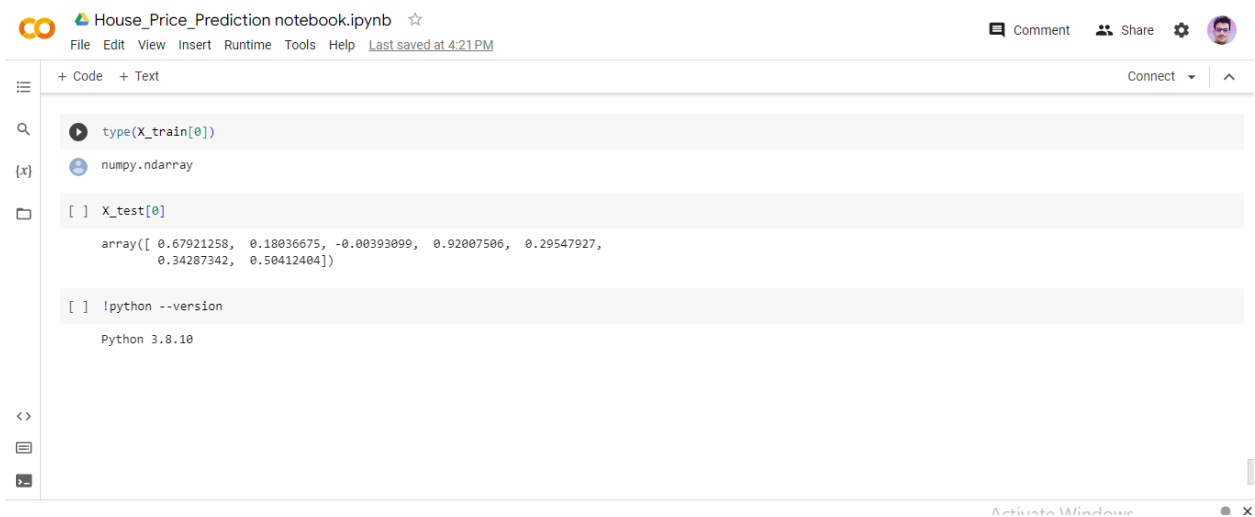 House_Price_Prediction notebook.ipynb
File Edit View Insert Runtime Tools Help Last saved at 4:21 PM
Comment Share
+ Code + Text
Connect
type(X_train[0])
numpy.ndarray
{x}
[ ] X_test[0]
array([ 0.67921258,  0.18036675, -0.00393099,  0.92007506,  0.29547927,
0.34287342,  0.50412404])
[ ] !python --version
Python 3.8.10
Activate Windows